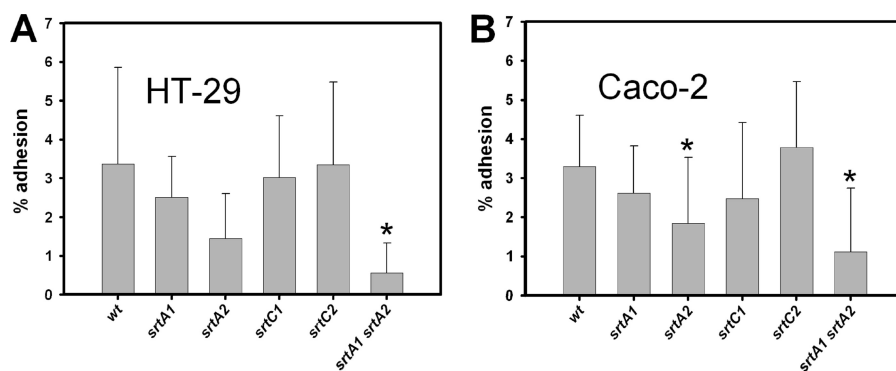 A
HT-29
% adhesion
7
6
5
4
3
2
1
0
*
wt
srtA1
srtA2
srtC1
srtC2
srtA1 srtA2
B
Caco-2
% adhesion
7
6
5
4
3
2
1
0
*
*
wt
srtA1
srtA2
srtC1
srtC2
srtA1 srtA2